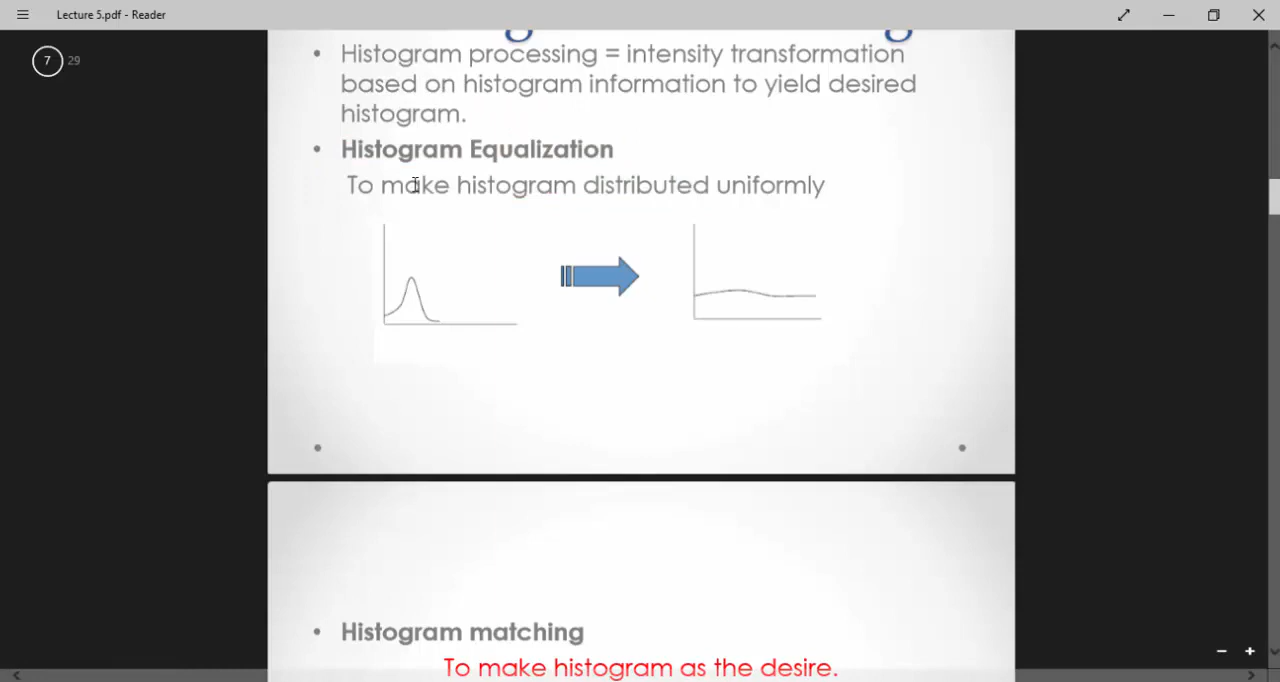 Lecture 5.pdf - Reader
7 29
• Histogram processing = intensity transformation
based on histogram information to yield desired
histogram.
• Histogram Equalization
To make histogram distributed uniformly
• Histogram matching
To make histogram as the desire.